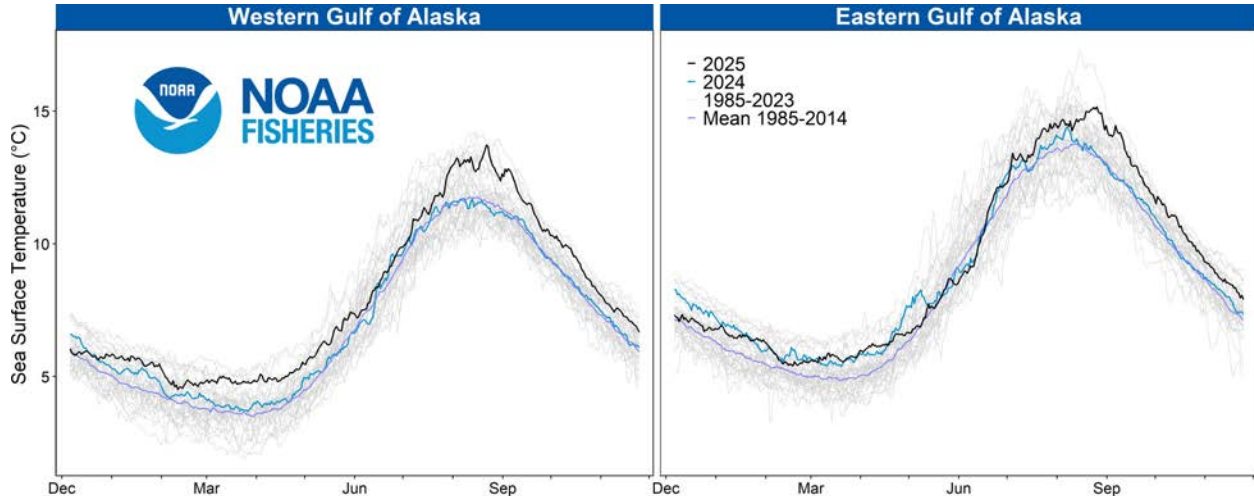 Western Gulf of Alaska
Eastern Gulf of Alaska
NOAA
NOAA
FISHERIES
2025
2024
1985-2023
Mean 1985-2014
Sea Surface Temperature (°C)
15
10
5
Dec
Mar
Jun
Sep
Dec
Mar
Jun
Sep